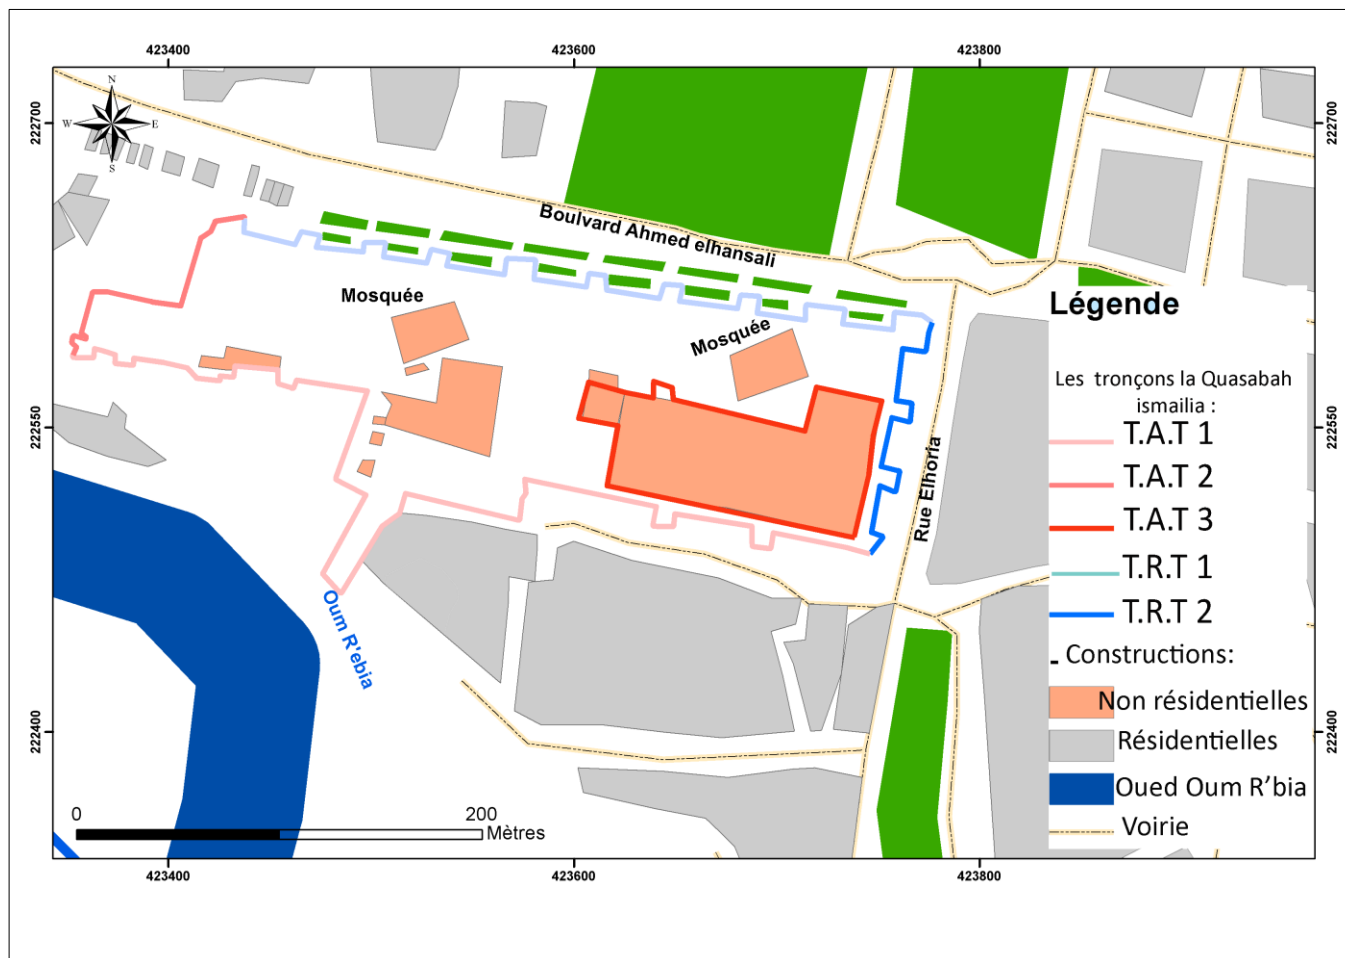 423400 423600 423800
N
W E
S
222700 222700
Boulvard Ahmed elhansali
Mosquée
Mosquée
222550 222550
Rue Elhoria
Oum R'ebia
222400 222400
0 200
Mètres
423400 423600 423800
Légende
Les tronçons la Quasabah
ismailia :
T.A.T 1
T.A.T 2
T.A.T 3
T.R.T 1
T.R.T 2
- Constructions:
Non résidentielles
Résidentielles
Oued Oum R’bia
Voirie